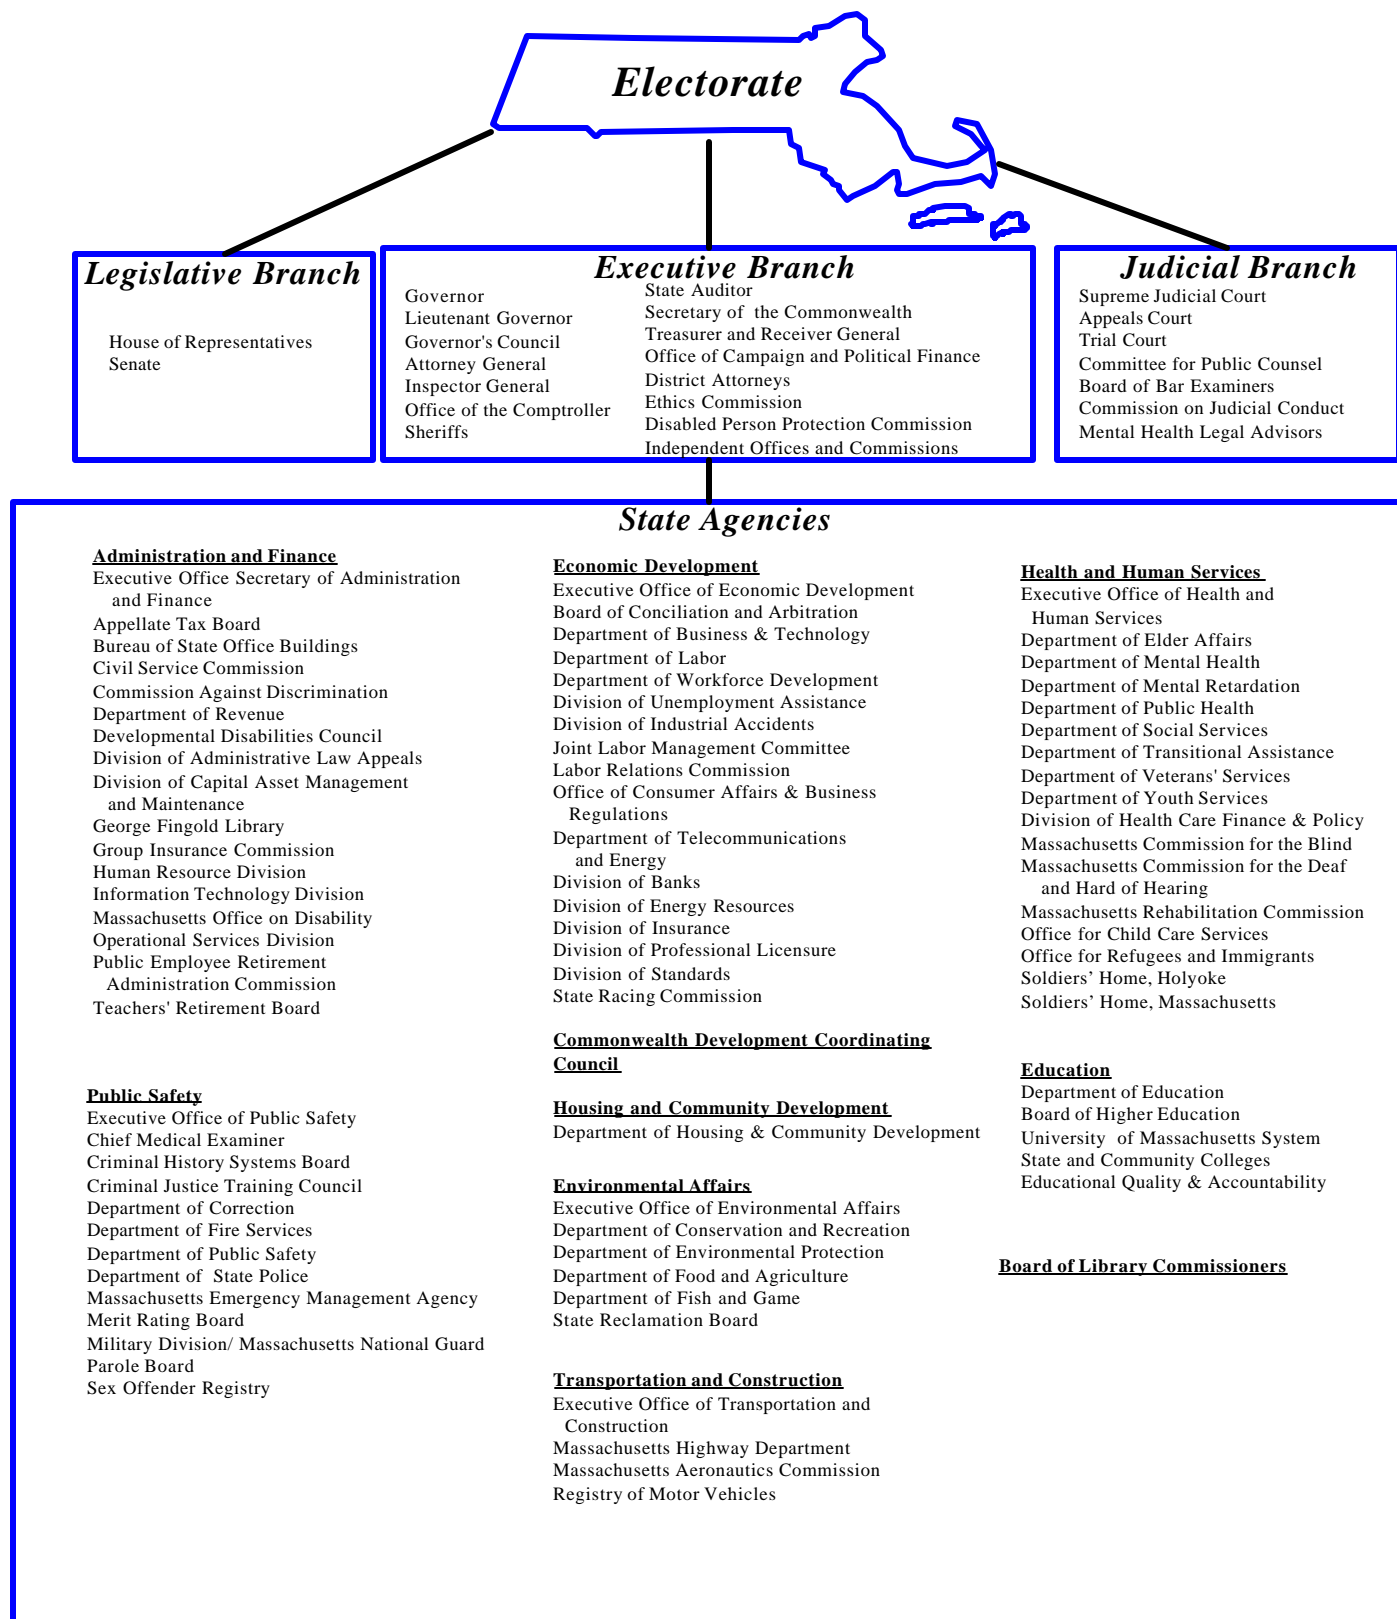 Electorate
Legislative Branch
House of Representatives
Senate
Executive Branch
Governor
Lieutenant Governor
Governor's Council
Attorney General
Inspector General
Office of the Comptroller
Sheriffs
State Auditor
Secretary of the Commonwealth
Treasurer and Receiver General
Office of Campaign and Political Finance
District Attorneys
Ethics Commission
Disabled Person Protection Commission
Independent Offices and Commissions
Judicial Branch
Supreme Judicial Court
Appeals Court
Trial Court
Committee for Public Counsel
Board of Bar Examiners
Commission on Judicial Conduct
Mental Health Legal Advisors
State Agencies
Administration and Finance
Executive Office Secretary of Administration
and Finance
Appellate Tax Board
Bureau of State Office Buildings
Civil Service Commission
Commission Against Discrimination
Department of Revenue
Developmental Disabilities Council
Division of Administrative Law Appeals
Division of Capital Asset Management
and Maintenance
George Fingold Library
Group Insurance Commission
Human Resource Division
Information Technology Division
Massachusetts Office on Disability
Operational Services Division
Public Employee Retirement
Administration Commission
Teachers' Retirement Board
Public Safety
Executive Office of Public Safety
Chief Medical Examiner
Criminal History Systems Board
Criminal Justice Training Council
Department of Correction
Department of Fire Services
Department of Public Safety
Department of State Police
Massachusetts Emergency Management Agency
Merit Rating Board
Military Division/ Massachusetts National Guard
Parole Board
Sex Offender Registry
Economic Development
Executive Office of Economic Development
Board of Conciliation and Arbitration
Department of Business & Technology
Department of Labor
Department of Workforce Development
Division of Unemployment Assistance
Division of Industrial Accidents
Joint Labor Management Committee
Labor Relations Commission
Office of Consumer Affairs & Business
Regulations
Department of Telecommunications
and Energy
Division of Banks
Division of Energy Resources
Division of Insurance
Division of Professional Licensure
Division of Standards
State Racing Commission
Commonwealth Development Coordinating
Council
Housing and Community Development
Department of Housing & Community Development
Environmental Affairs
Executive Office of Environmental Affairs
Department of Conservation and Recreation
Department of Environmental Protection
Department of Food and Agriculture
Department of Fish and Game
State Reclamation Board
Transportation and Construction
Executive Office of Transportation and
Construction
Massachusetts Highway Department
Massachusetts Aeronautics Commission
Registry of Motor Vehicles
Health and Human Services
Executive Office of Health and
Human Services
Department of Elder Affairs
Department of Mental Health
Department of Mental Retardation
Department of Public Health
Department of Social Services
Department of Transitional Assistance
Department of Veterans' Services
Department of Youth Services
Division of Health Care Finance & Policy
Massachusetts Commission for the Blind
Massachusetts Commission for the Deaf
and Hard of Hearing
Massachusetts Rehabilitation Commission
Office for Child Care Services
Office for Refugees and Immigrants
Soldiers’ Home, Holyoke
Soldiers’ Home, Massachusetts
Education
Department of Education
Board of Higher Education
University of Massachusetts System
State and Community Colleges
Educational Quality & Accountability
Board of Library Commissioners